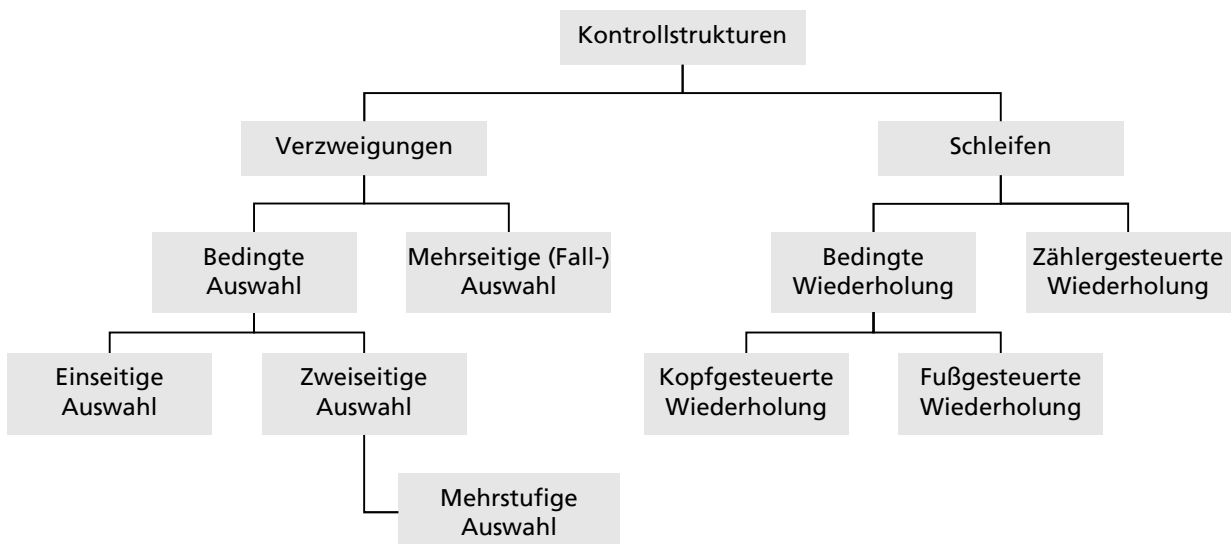 Kontrollstrukturen
Verzweigungen
Schleifen
Bedingte
Auswahl
Mehrseitige (Fall-)
Auswahl
Bedingte
Wiederholung
Zählergesteuerte
Wiederholung
Einseitige
Auswahl
Zweiseitige
Auswahl
Kopfgesteuerte
Wiederholung
Fußgesteuerte
Wiederholung
Mehrstufige
Auswahl